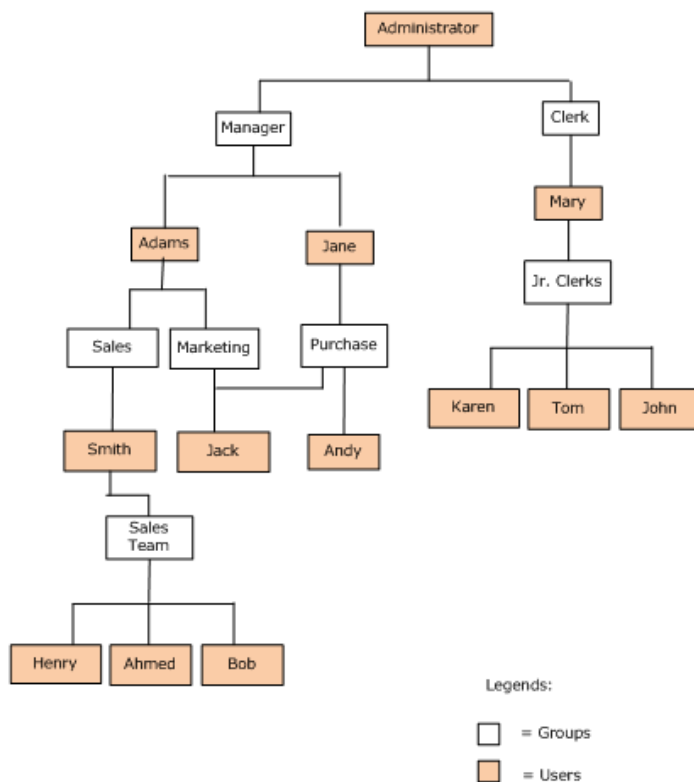 Administrator
Manager
Clerk
Adams
Jane
Mary
Jr. Clerks
Sales
Marketing
Purchase
Karen
Tom
John
Smith
Jack
Andy
Sales
Team
Henry
Ahmed
Bob
Legends:
= Groups
= Users